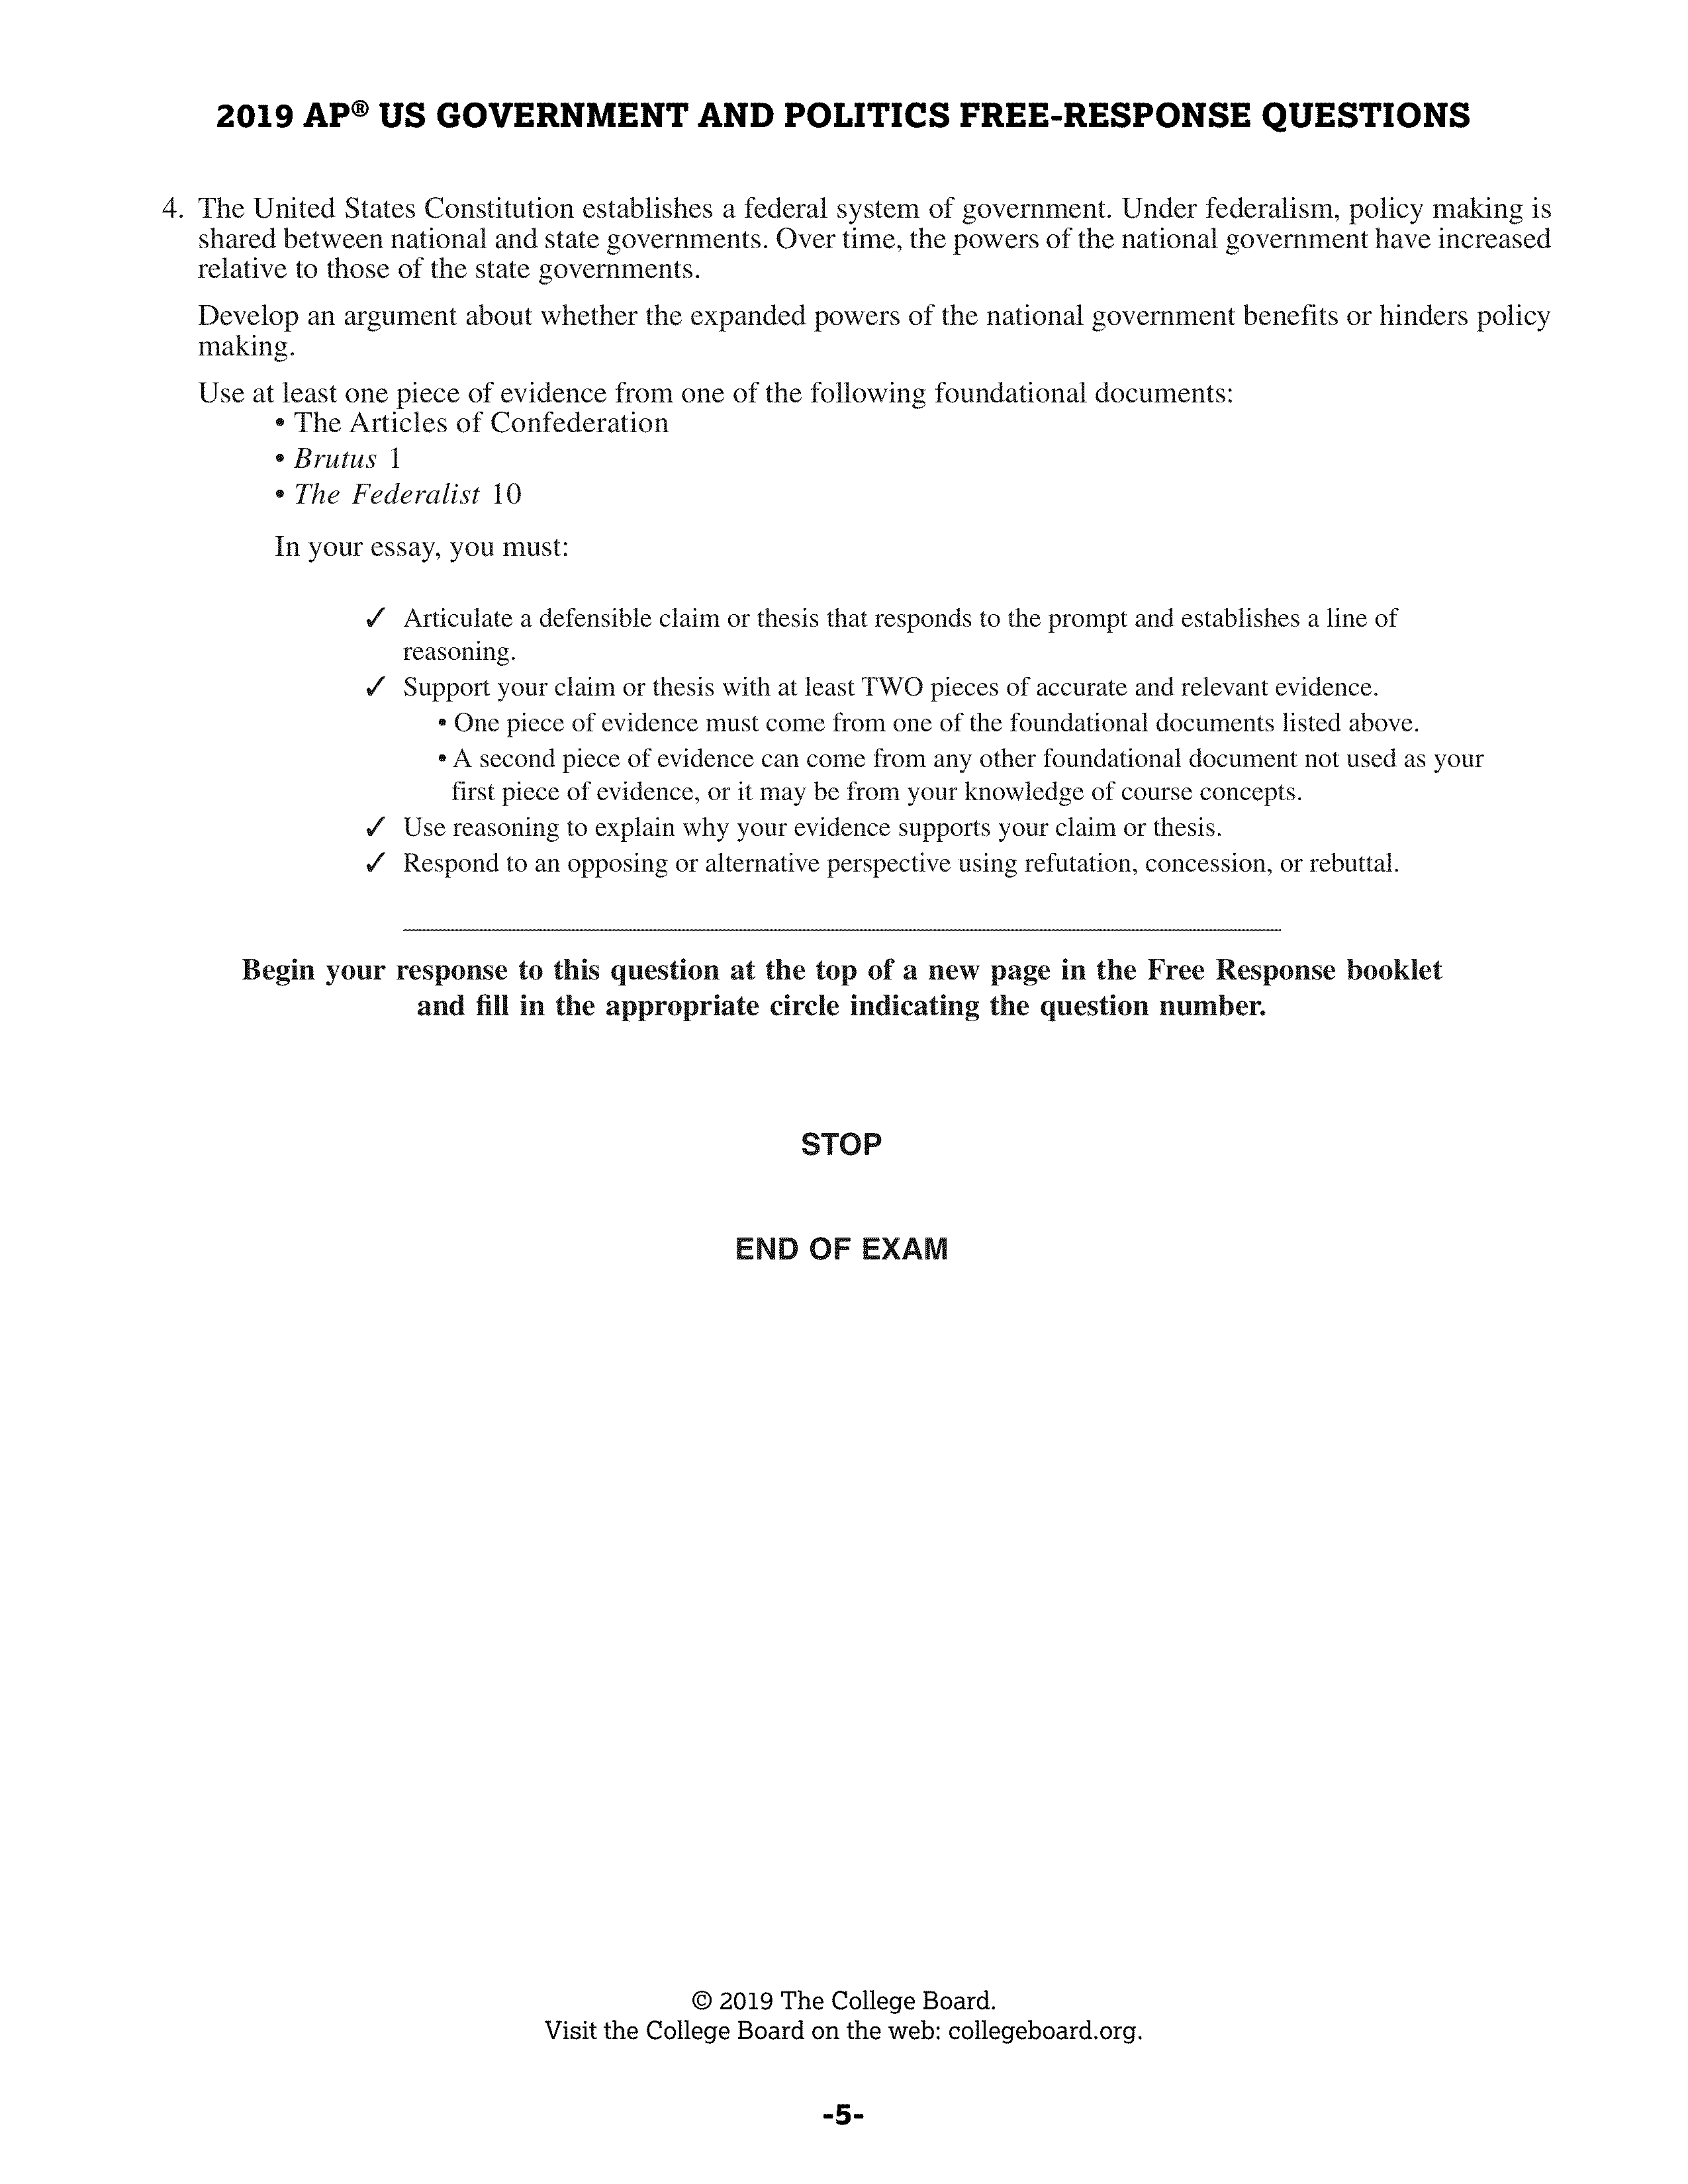 2019 AP® US GOVERNMENT AND POLITICS FREE-RESPONSE QUESTIONS
4. The United States Constitution establishes a federal system of government. Under federalism, policy making is
shared between national and state governments. Over time, the powers of the national government have increased
relative to those of the state governments.
Develop an argument about whether the expanded powers of the national government benefits or hinders policy
making.
Use at least one piece of evidence from one of the following foundational documents:
• The Articles of Confederation
• Brutus 1
• The Federalist 10
In your essay, you must:
✓ Articulate a defensible claim or thesis that responds to the prompt and establishes a line of
reasoning.
✓ Support your claim or thesis with at least TWO pieces of accurate and relevant evidence.
• One piece of evidence must come from one of the foundational documents listed above.
• A second piece of evidence can come from any other foundational document not used as your
first piece of evidence, or it may be from your knowledge of course concepts.
✓ Use reasoning to explain why your evidence supports your claim or thesis.
✓ Respond to an opposing or alternative perspective using refutation, concession, or rebuttal.
Begin your response to this question at the top of a new page in the Free Response booklet
and fill in the appropriate circle indicating the question number.
STOP
END OF EXAM
© 2019 The College Board.
Visit the College Board on the web: collegeboard.org.
-5-